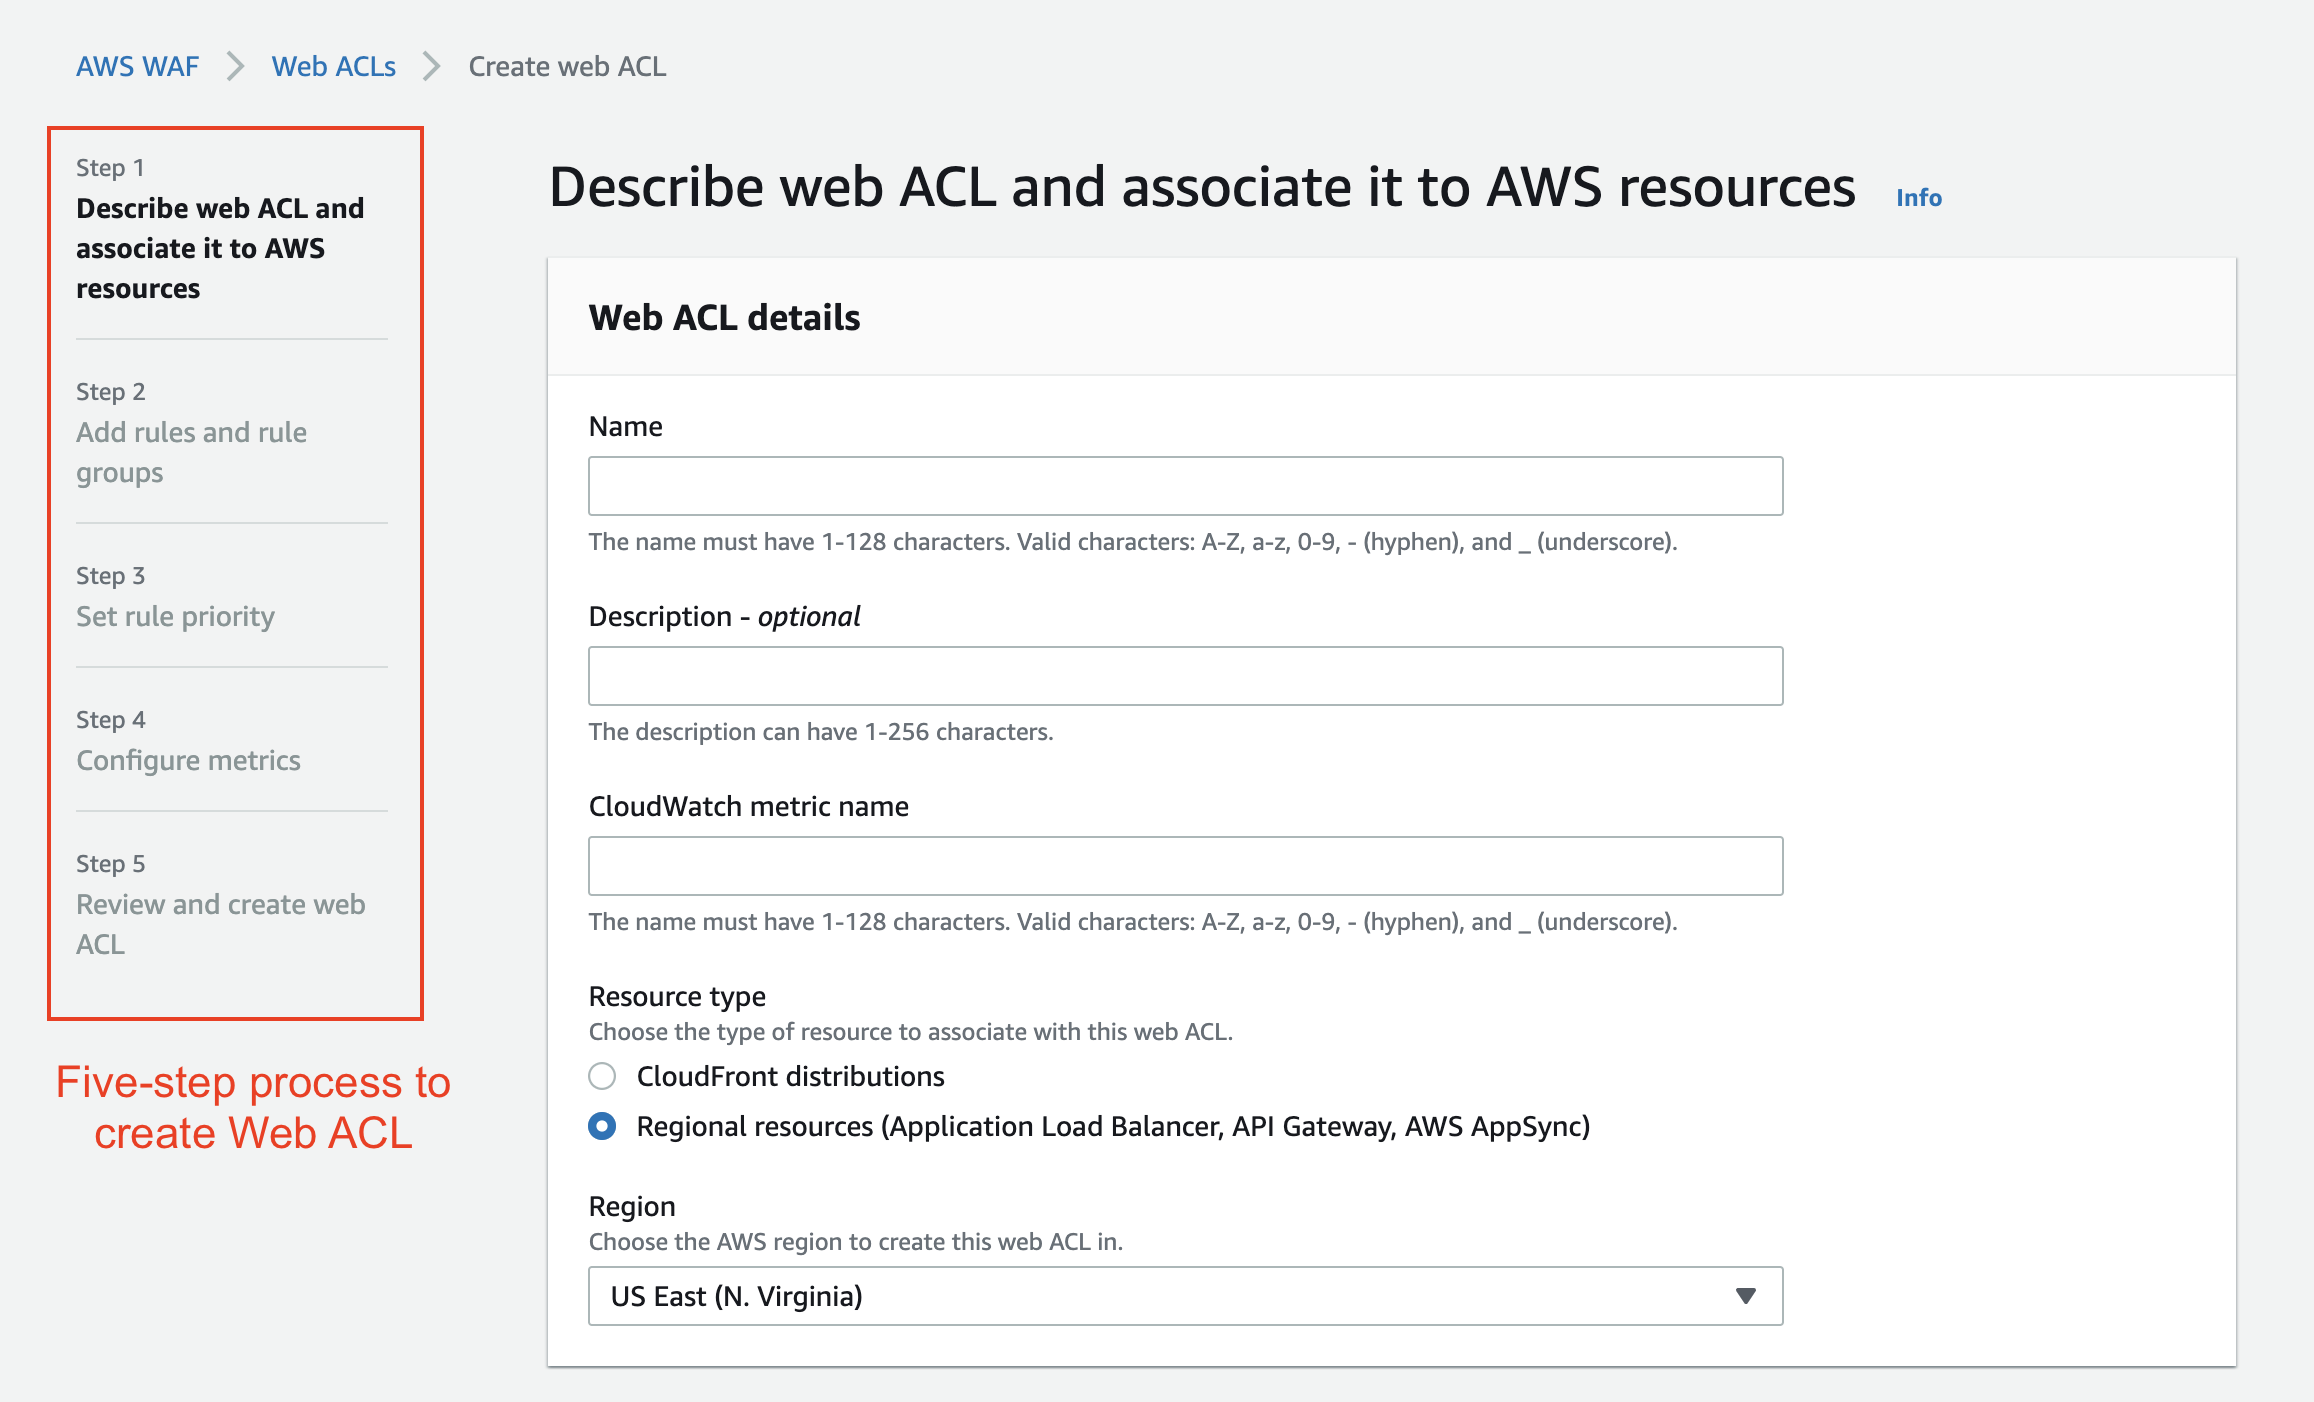 AWS WAF > Web ACLs > Create web ACL
Step 1
Describe web ACL and
associate it to AWS
resources
Step 2
Add rules and rule
groups
Step 3
Set rule priority
Step 4
Configure metrics
Step 5
Review and create web
ACL
Five-step process to
create Web ACL
Describe web ACL and associate it to AWS resources Info
Web ACL details
Name
The name must have 1-128 characters. Valid characters: A-Z, a-z, 0-9, - (hyphen), and _ (underscore).
Description - optional
The description can have 1-256 characters.
CloudWatch metric name
The name must have 1-128 characters. Valid characters: A-Z, a-z, 0-9, - (hyphen), and _ (underscore).
Resource type
Choose the type of resource to associate with this web ACL.
CloudFront distributions
Regional resources (Application Load Balancer, API Gateway, AWS AppSync)
Region
Choose the AWS region to create this web ACL in.
US East (N. Virginia)